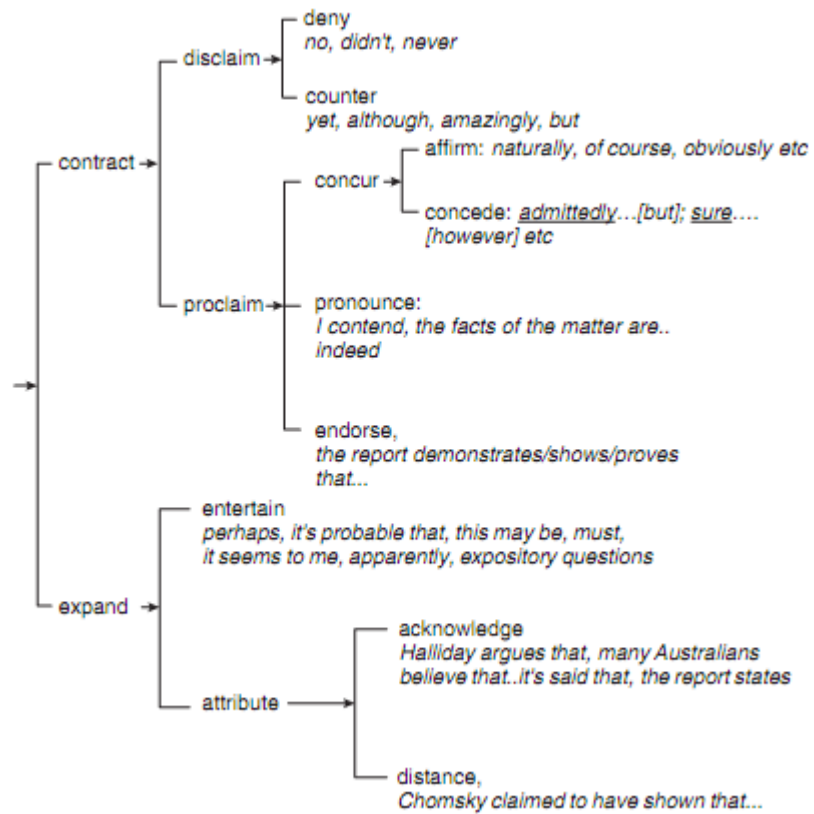 deny
no, didn't, never
disclaim
counter
yet, although, amazingly, but
contract
affirm: naturally, of course, obviously etc
concur
concede: admittedly...[but]; sure....
[however] etc
proclaim
pronounce:
I contend, the facts of the matter are..
indeed
endorse,
the report demonstrates/shows/proves
that...
entertain
perhaps, it's probable that, this may be, must,
it seems to me, apparently, expository questions
expand
acknowledge
Halliday argues that, many Australians
believe that..it's said that, the report states
attribute
distance,
Chomsky claimed to have shown that...